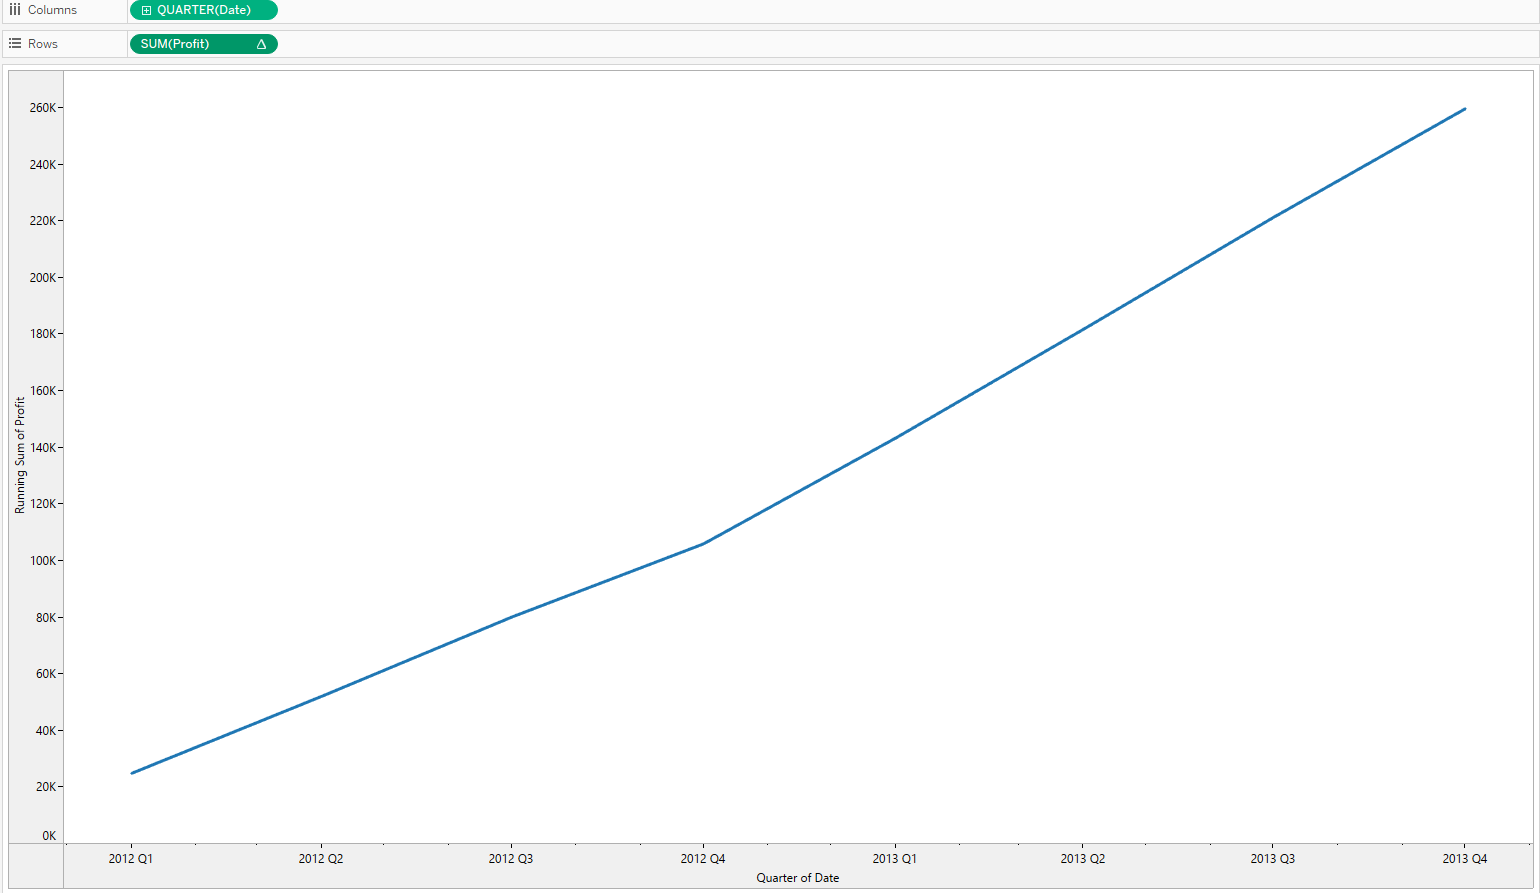 Columns
QUARTER(Date)
Rows
SUM(Profit) Δ
260K
240K
220K
200K
180K
160K
140K
120K
100K
80K
60K
40K
20K
0K
Running Sum of Profit
2012 Q1 2012 Q2 2012 Q3 2012 Q4 2013 Q1 2013 Q2 2013 Q3 2013 Q4
Quarter of Date